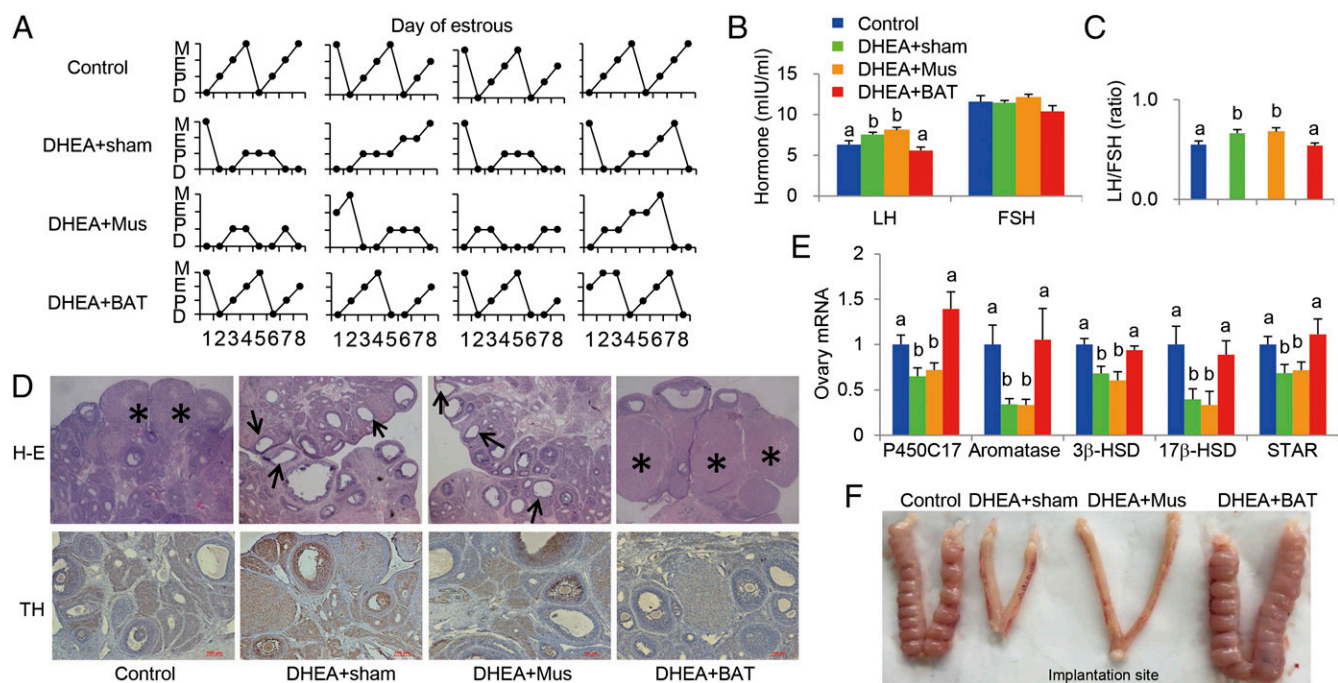 A
Day of estrous
Control
M
E
P
D
DHEA+sham
M
E
P
D
DHEA+Mus
M
E
P
D
DHEA+BAT
M
E
P
D
12345678 12345678 12345678 12345678
B
Control
DHEA+sham
DHEA+Mus
DHEA+BAT
Hormone (mIU/ml)
15
10
5
0
a b b a
LH FSH
C
LH/FSH (ratio)
1.0
0.0
a b b a
D
H-E
* * * * *
TH
Control DHEA+sham DHEA+Mus DHEA+BAT
E
Ovary mRNA
2
1.5
1
0.5
0
a b b a a b b a a b b a a b b a a b b a
P450C17 Aromatase 3β-HSD 17β-HSD STAR
F
Control DHEA+sham DHEA+Mus DHEA+BAT
Implantation site